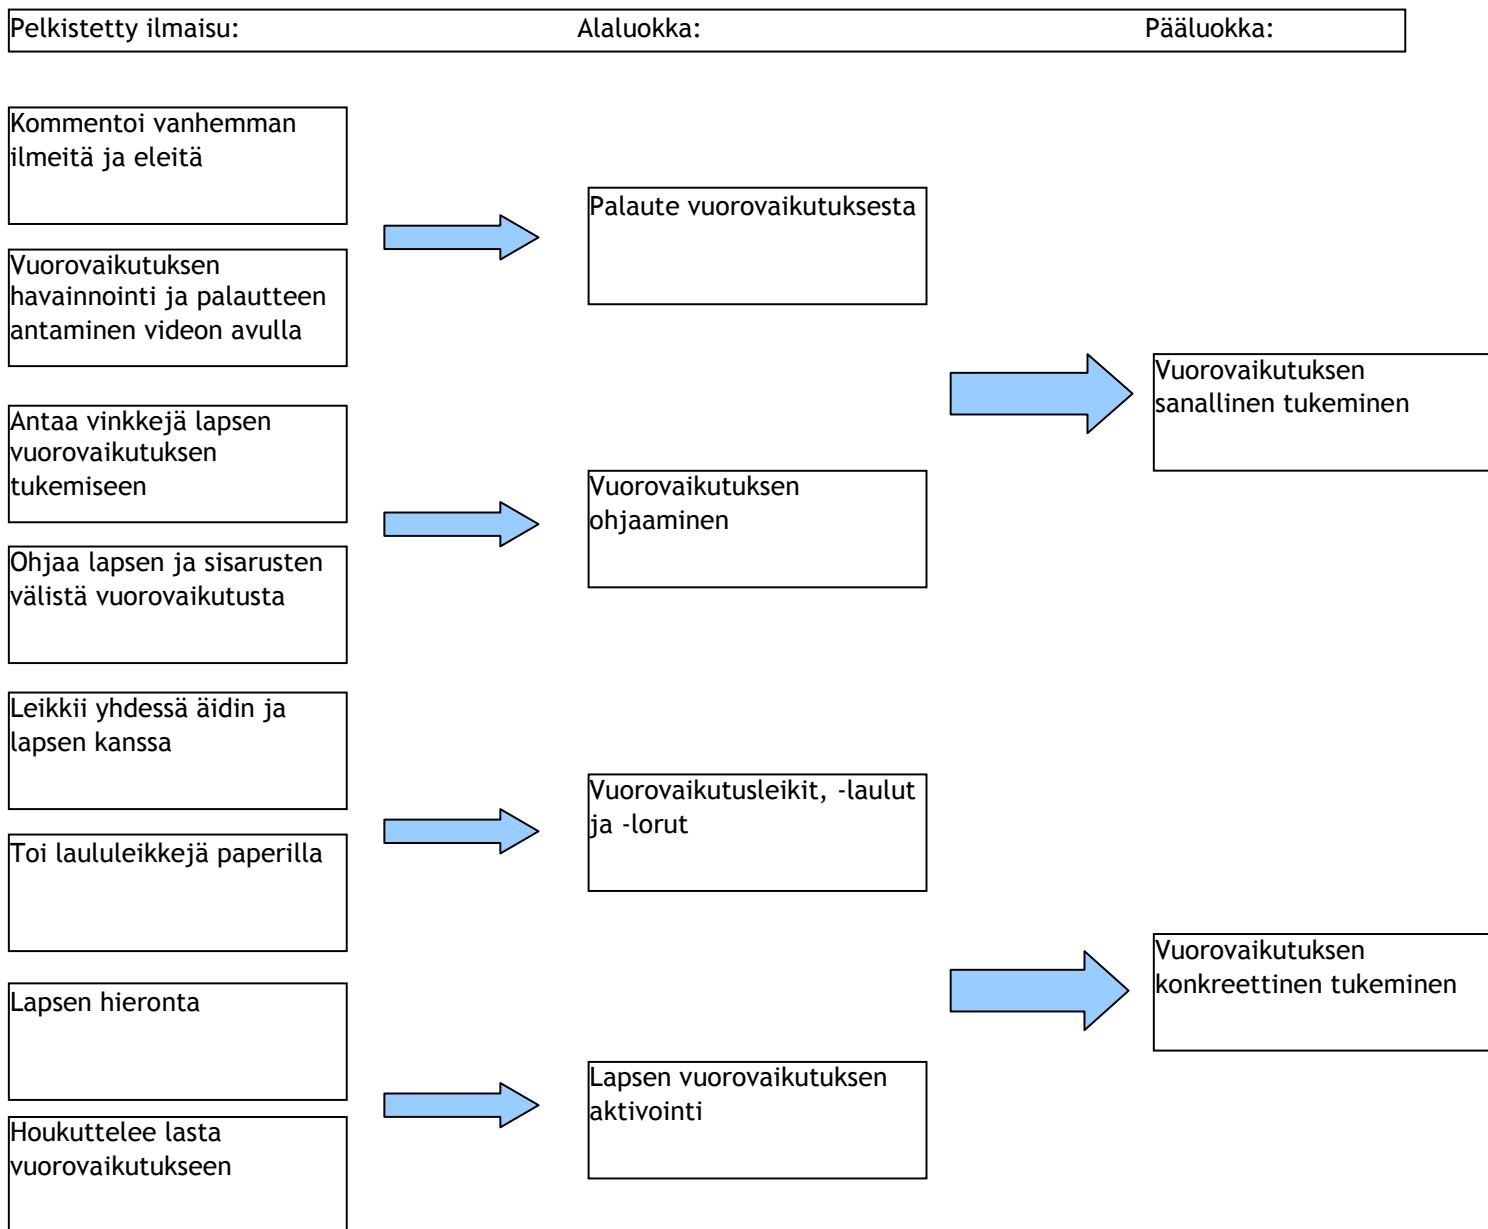 Pelkistetty ilmaisu: Alaluokka: Pääluokka:
Kommentoi vanhemman
ilmeitä ja eleitä
Vuorovaikutuksen
havainnointi ja palautteen
antaminen videon avulla
Palaute vuorovaikutuksesta
Antaa vinkkejä lapsen
vuorovaikutuksen
tukemiseen
Ohjaa lapsen ja sisarusten
välistä vuorovaikutusta
Vuorovaikutuksen
ohjaaminen
Vuorovaikutuksen
sanallinen tukeminen
Leikkii yhdessä äidin ja
lapsen kanssa
Toi laululeikkejä paperilla
Vuorovaikutusleikit, -laulut
ja -lorut
Lapsen hieronta
Houkuttelee lasta
vuorovaikutukseen
Lapsen vuorovaikutuksen
aktivointi
Vuorovaikutuksen
konkreettinen tukeminen